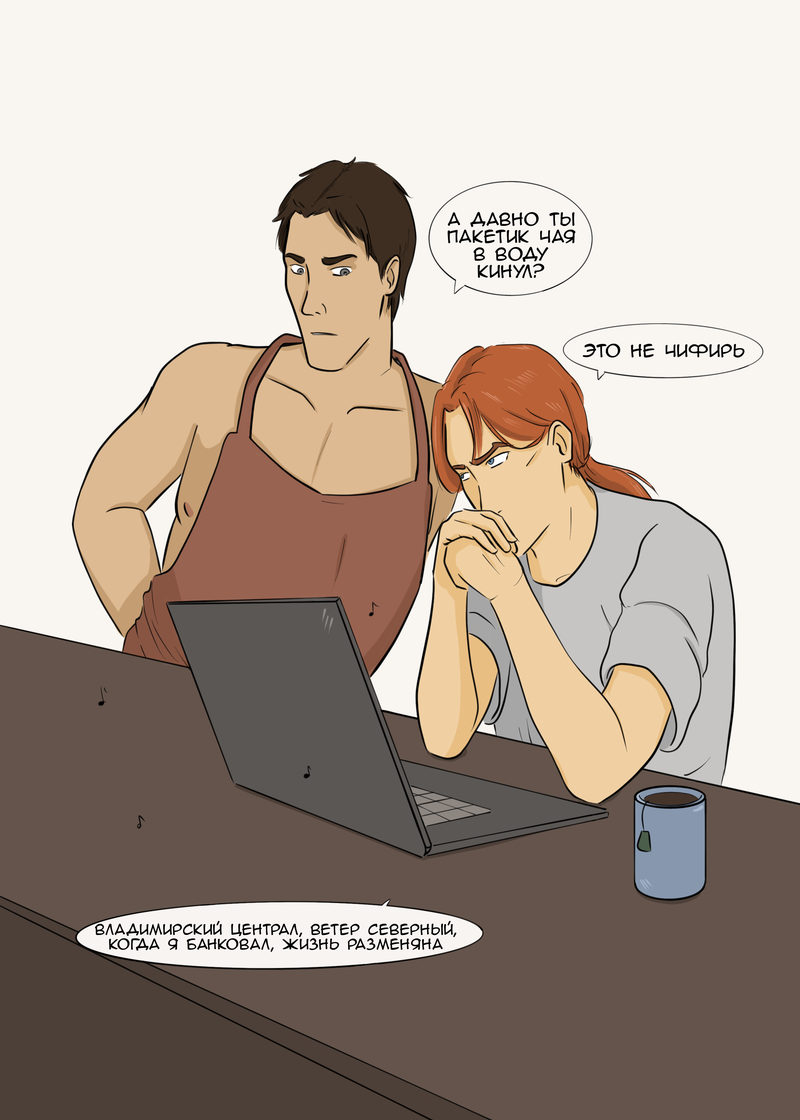 А ДАВНО ТЫ
ПАКЕТИК ЧАЯ
В ВОДУ
КИНУЛ?
ЭТО НЕ ЧИФИРЬ
ВЛАДИМИРСКИЙ ЦЕНТРАЛ, ВЕТЕР СЕВЕРНЫЙ,
КОГДА Я БАНКОВАЛ, ЖИЗНЬ РАЗМЕНЯНА